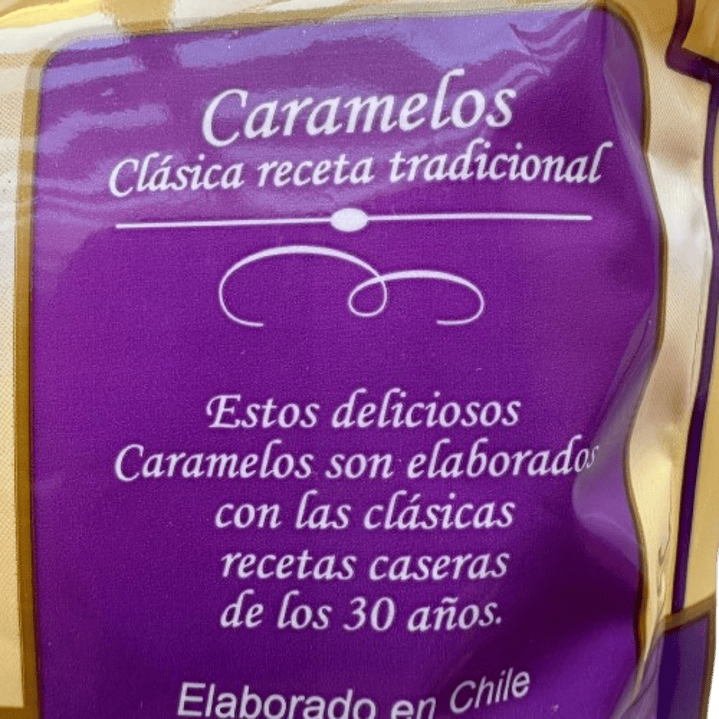 Caramelos
Clásica receta tradicional
Estos deliciosos
Caramelos son elaborados
con las clásicas
recetas caseras
de los 30 años.
Elaborado en Chile